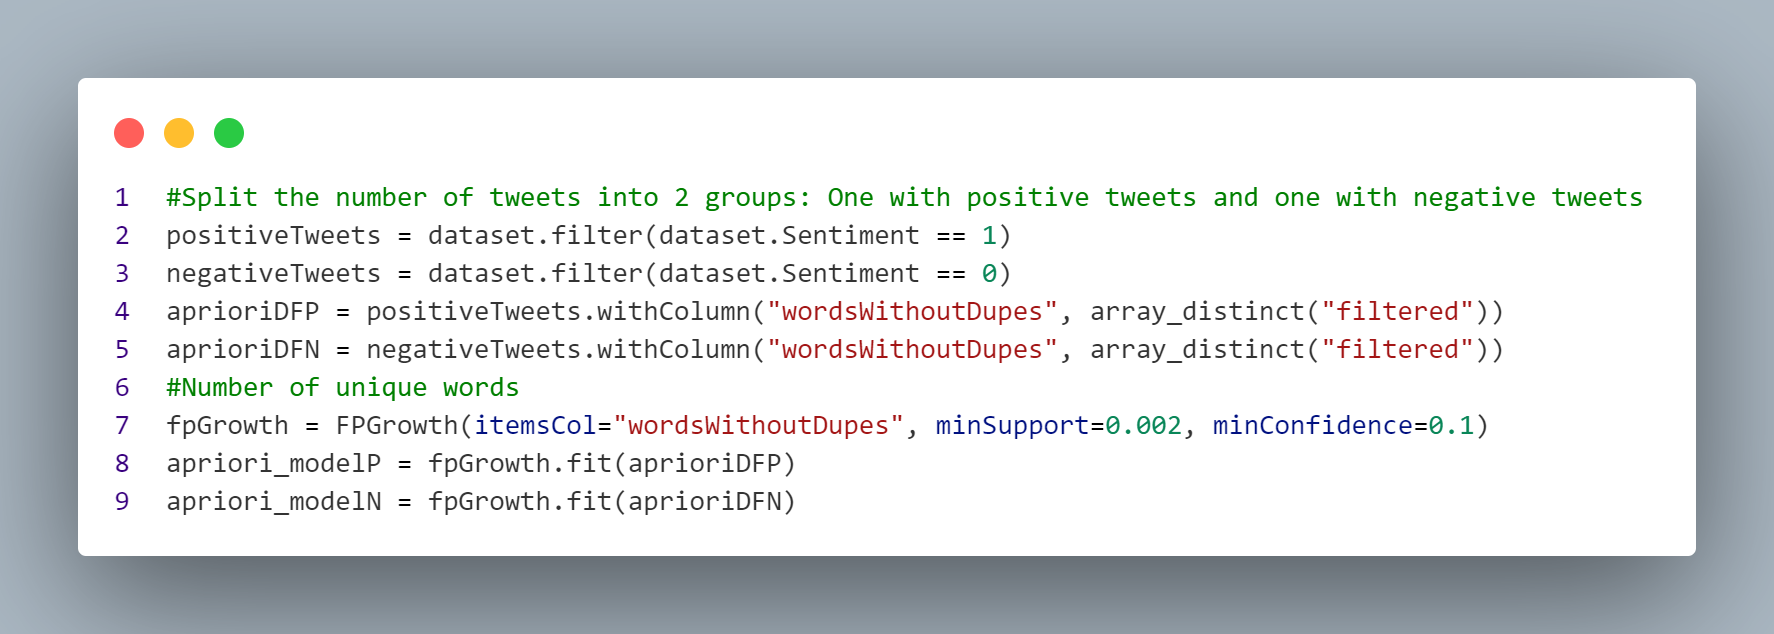 1 #Split the number of tweets into 2 groups: One with positive tweets and one with negative tweets
2 positiveTweets = dataset.filter(dataset.Sentiment == 1)
3 negativeTweets = dataset.filter(dataset.Sentiment == 0)
4 aprioriDFP = positiveTweets.withColumn("wordsWithoutDupes", array_distinct("filtered"))
5 aprioriDFN = negativeTweets.withColumn("wordsWithoutDupes", array_distinct("filtered"))
6 #Number of unique words
7 fpGrowth = FPGrowth(itemsCol="wordsWithoutDupes", minSupport=0.002, minConfidence=0.1)
8 apriori_modelP = fpGrowth.fit(aprioriDFP)
9 apriori_modelN = fpGrowth.fit(aprioriDFN)